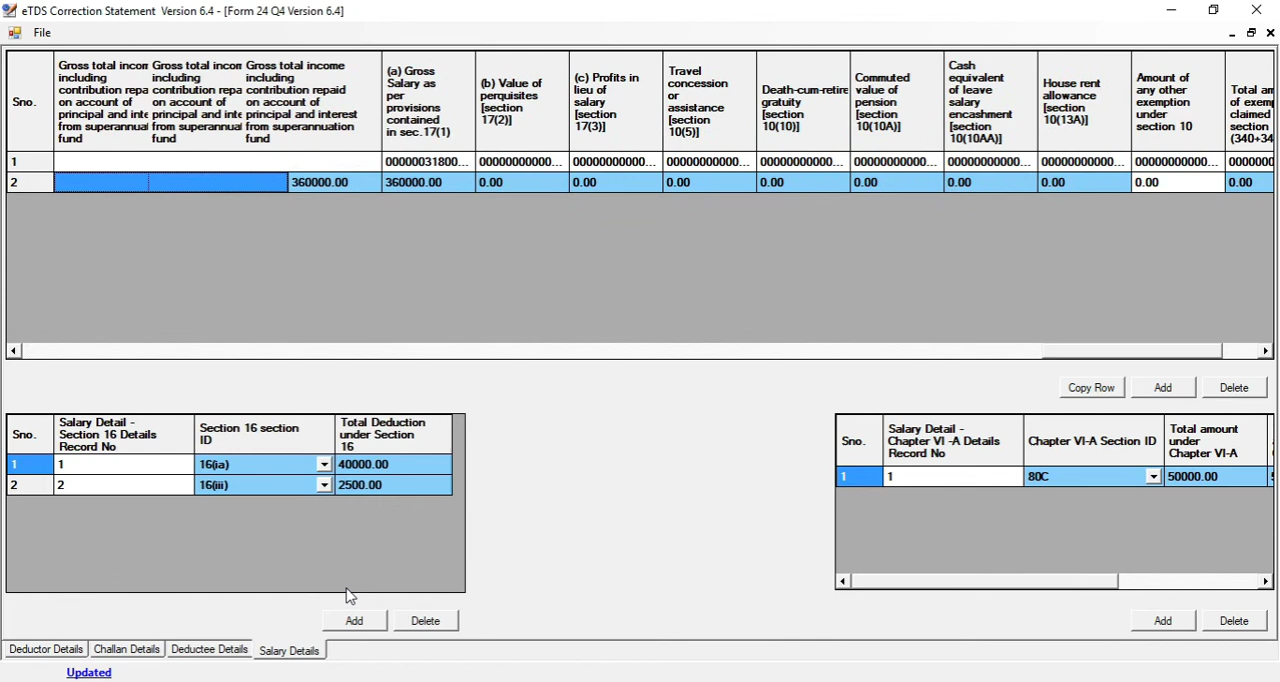 eTDS Correction Statement Version 6.4 - [Form 24 Q4 Version 6.4]
File
Sno.
Gross total incom
including
contribution repa
on account of
principal and inte
from superannuat
fund
Gross total incom
including
contribution repa
on account of
principal and inte
from superannuat
fund
Gross total income
including
contribution repaid
on account of
principal and interest
from superannuation
fund
(a) Gross
Salary as
per
provisions
contained
in sec.17(1)
(b) Value of
perquisites
[section
17(2)]
(c) Profits in
lieu of
salary
[section
17(3)]
Travel
concession
or
assistance
[section
10(5)]
Death-cum-retire
gratuity
[section
10(10)]
Commuted
value of
pension
[section
10(10A)]
Cash
equivalent
of leave
salary
encashment
[section
10(10AA)]
House rent
allowance
[section
10(13A)]
Amount of
any other
exemption
under
section 10
Total am
of exemp
claimed
section
(340+34
1 00000031800... 00000000000... 00000000000... 00000000000... 00000000000... 00000000000... 00000000000... 00000000000... 00000000000... 0000000
2 360000.00 360000.00 0.00 0.00 0.00 0.00 0.00 0.00 0.00 0.00 0.00
Copy Row Add Delete
Sno.
Salary Detail -
Section 16 Details
Record No
Section 16 section
ID
Total Deduction
under Section
16
1 1 16(ia) 40000.00
2 2 16(iii) 2500.00
Add Delete
Sno.
Salary Detail -
Chapter VI -A Details
Record No
Chapter VI-A Section ID
Total amount
under
Chapter VI-A
1 1 80C 50000.00
Add Delete
Deductor Details Challan Details Deductee Details Salary Details
Updated